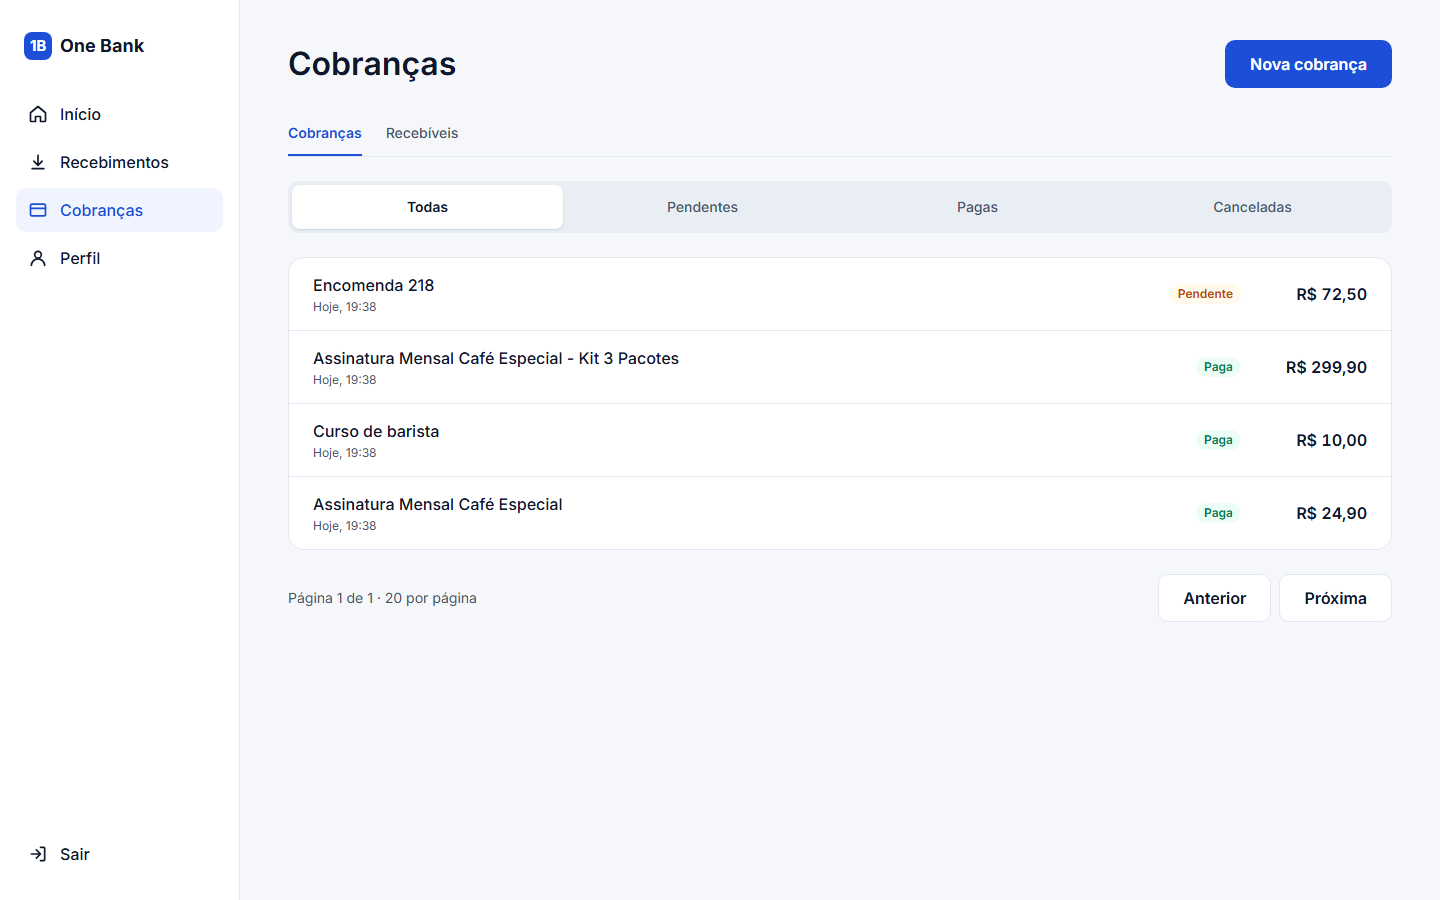 1B One Bank
Início
Recebimentos
Cobranças
Perfil
Sair
Cobranças
Nova cobrança
Cobranças Recebíveis
Todas Pendentes Pagas Canceladas
Encomenda 218
Hoje, 19:38
Pendente R$ 72,50
Assinatura Mensal Café Especial - Kit 3 Pacotes
Hoje, 19:38
Paga R$ 299,90
Curso de barista
Hoje, 19:38
Paga R$ 10,00
Assinatura Mensal Café Especial
Hoje, 19:38
Paga R$ 24,90
Página 1 de 1 · 20 por página
Anterior Próxima